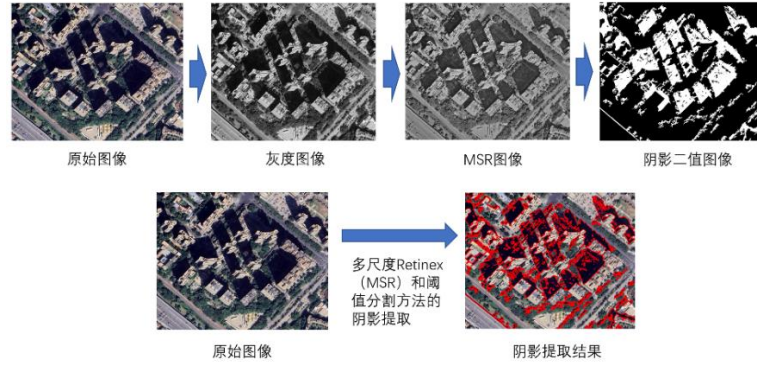 原始图像
灰度图像
MSR图像
阴影二值图像
多尺度Retinex
（MSR）和阈
值分割方法的
阴影提取
原始图像
阴影提取结果